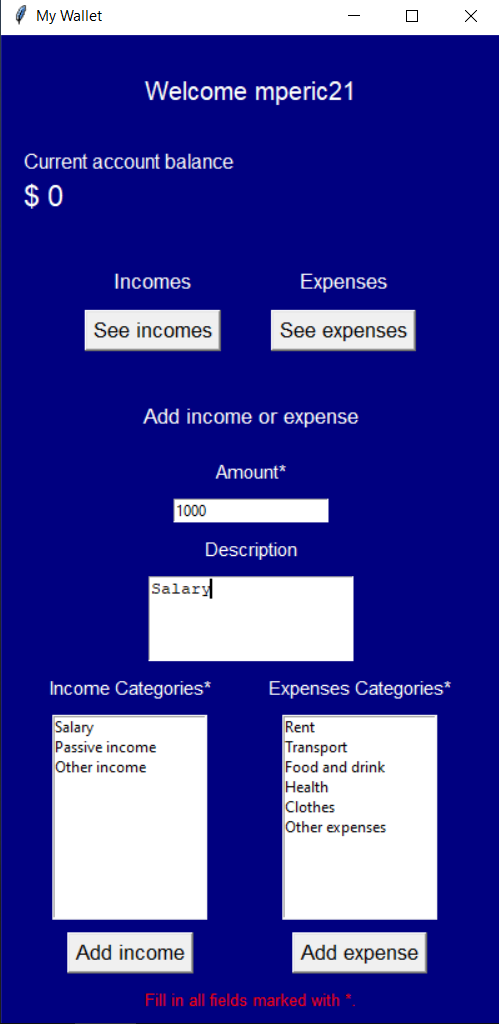 My Wallet
Welcome mperic21
Current account balance
$ 0
Incomes
Expenses
See incomes
See expenses
Add income or expense
Amount*
1000
Description
Salary
Income Categories*
Expenses Categories*
Salary
Passive income
Other income
Rent
Transport
Food and drink
Health
Clothes
Other expenses
Add income
Add expense
Fill in all fields marked with *.